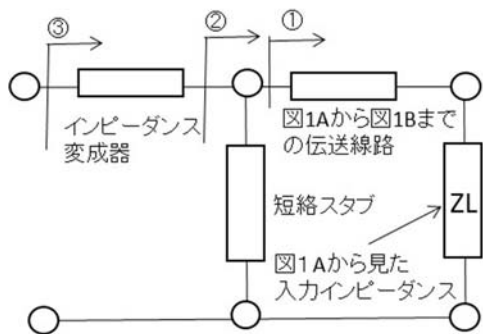 ③
②
①
インピーダンス
変成器
図1Aから図1Bまで
の伝送線路
短絡スタブ
ZL
図1Aから見た
入力インピーダンス